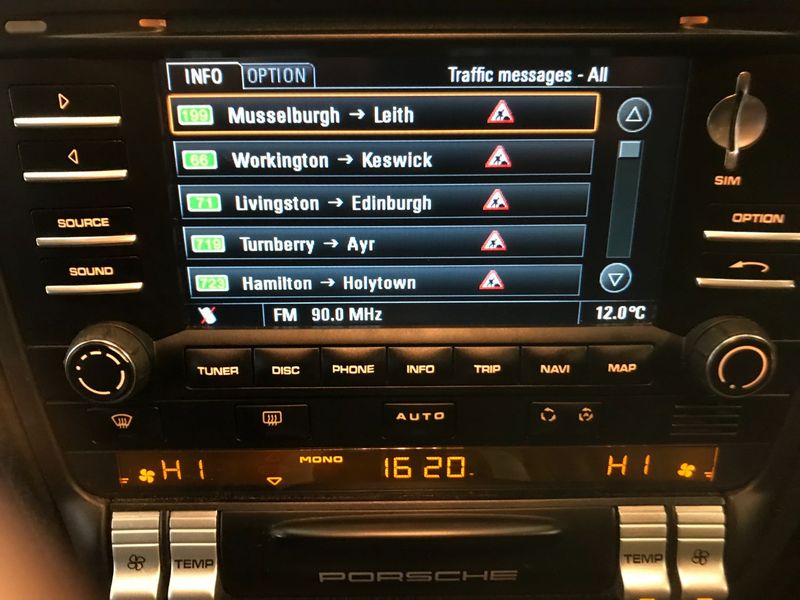 INFO OPTION Traffic messages - All
199 Musselburgh → Leith
66 Workington → Keswick
71 Livingston → Edinburgh
719 Turnberry → Ayr
723 Hamilton → Holytown
FM 90.0 MHz 12.0°C
SOURCE
SOUND
SIM
OPTION
TUNER DISC PHONE INFO TRIP NAVI MAP
AUTO
HI MONO 16 20 HI
TEMP TEMP
PORSCHE